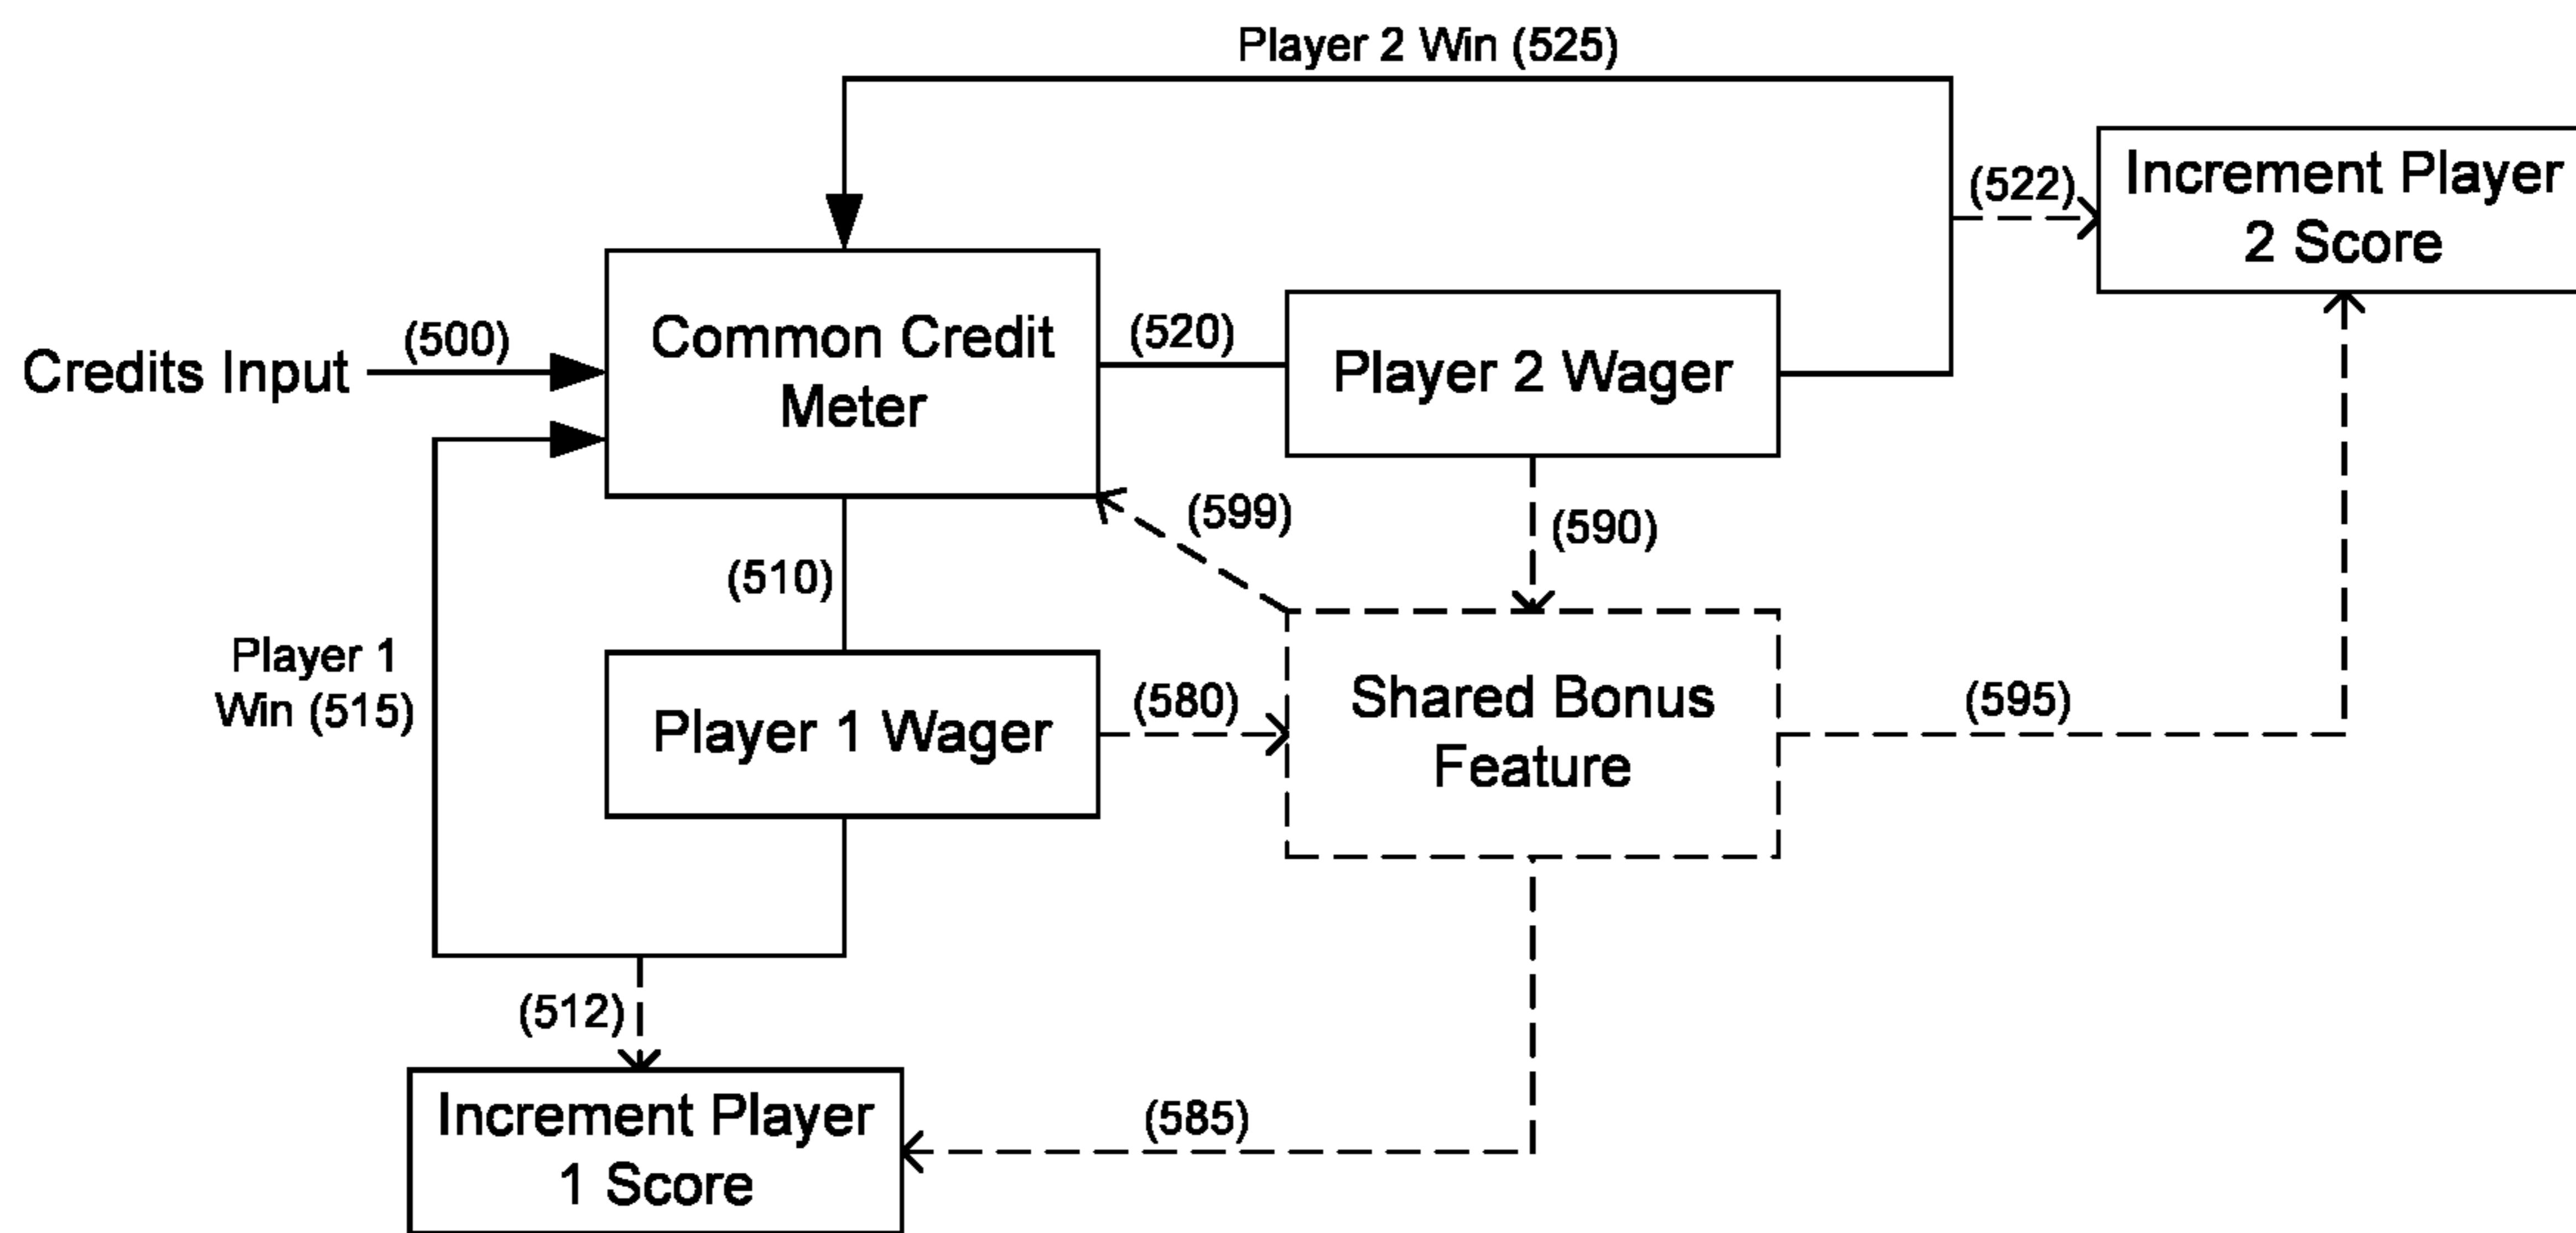 Player 2 Win (525)
(522)
Increment Player
2 Score
Credits Input
(500)
Common Credit
Meter
(520)
Player 2 Wager
(599)
(590)
(510)
Player 1
Win (515)
Player 1 Wager
(580)
Shared Bonus
Feature
(595)
(512)
Increment Player
1 Score
(585)